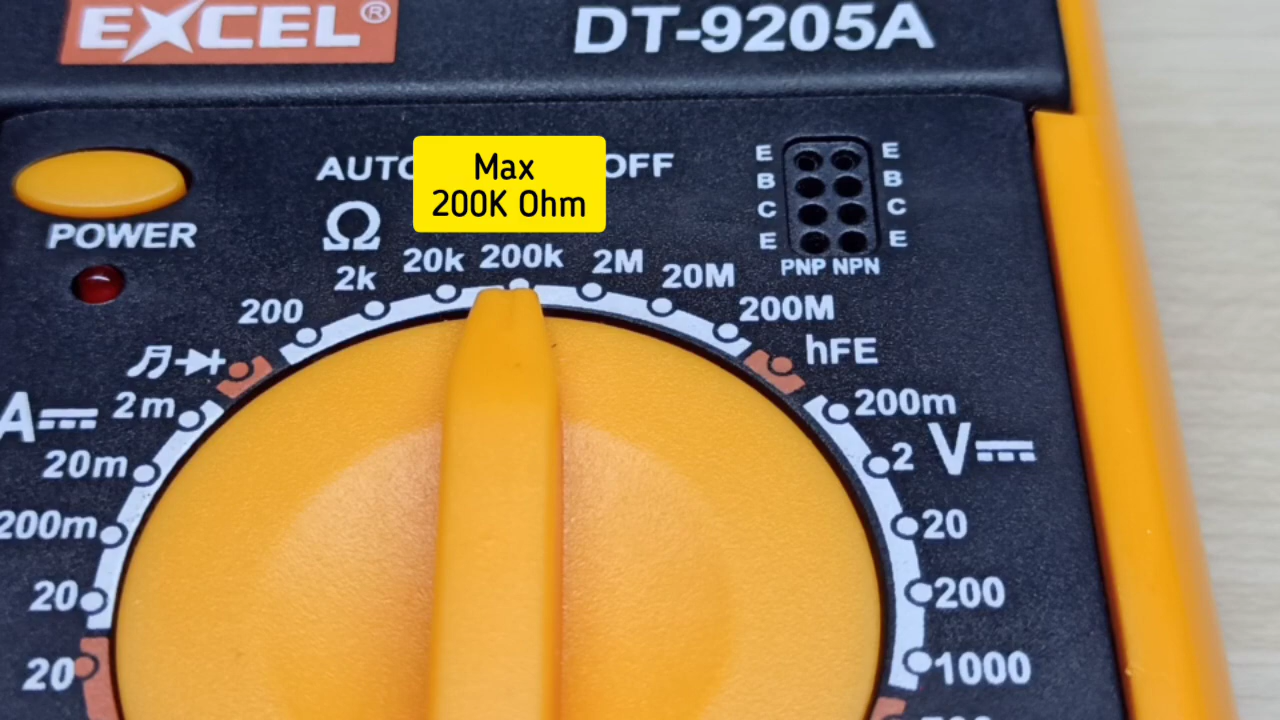 EXCEL®
DT-9205A
AUTO
OFF
Max
200K Ohm
POWER
Ω
200
2k
20k
200k
2M
20M
200M
hFE
E
B
C
E
E
B
C
E
PNP NPN
A
2m
20m
200m
20
20
200m
2
V
20
200
1000